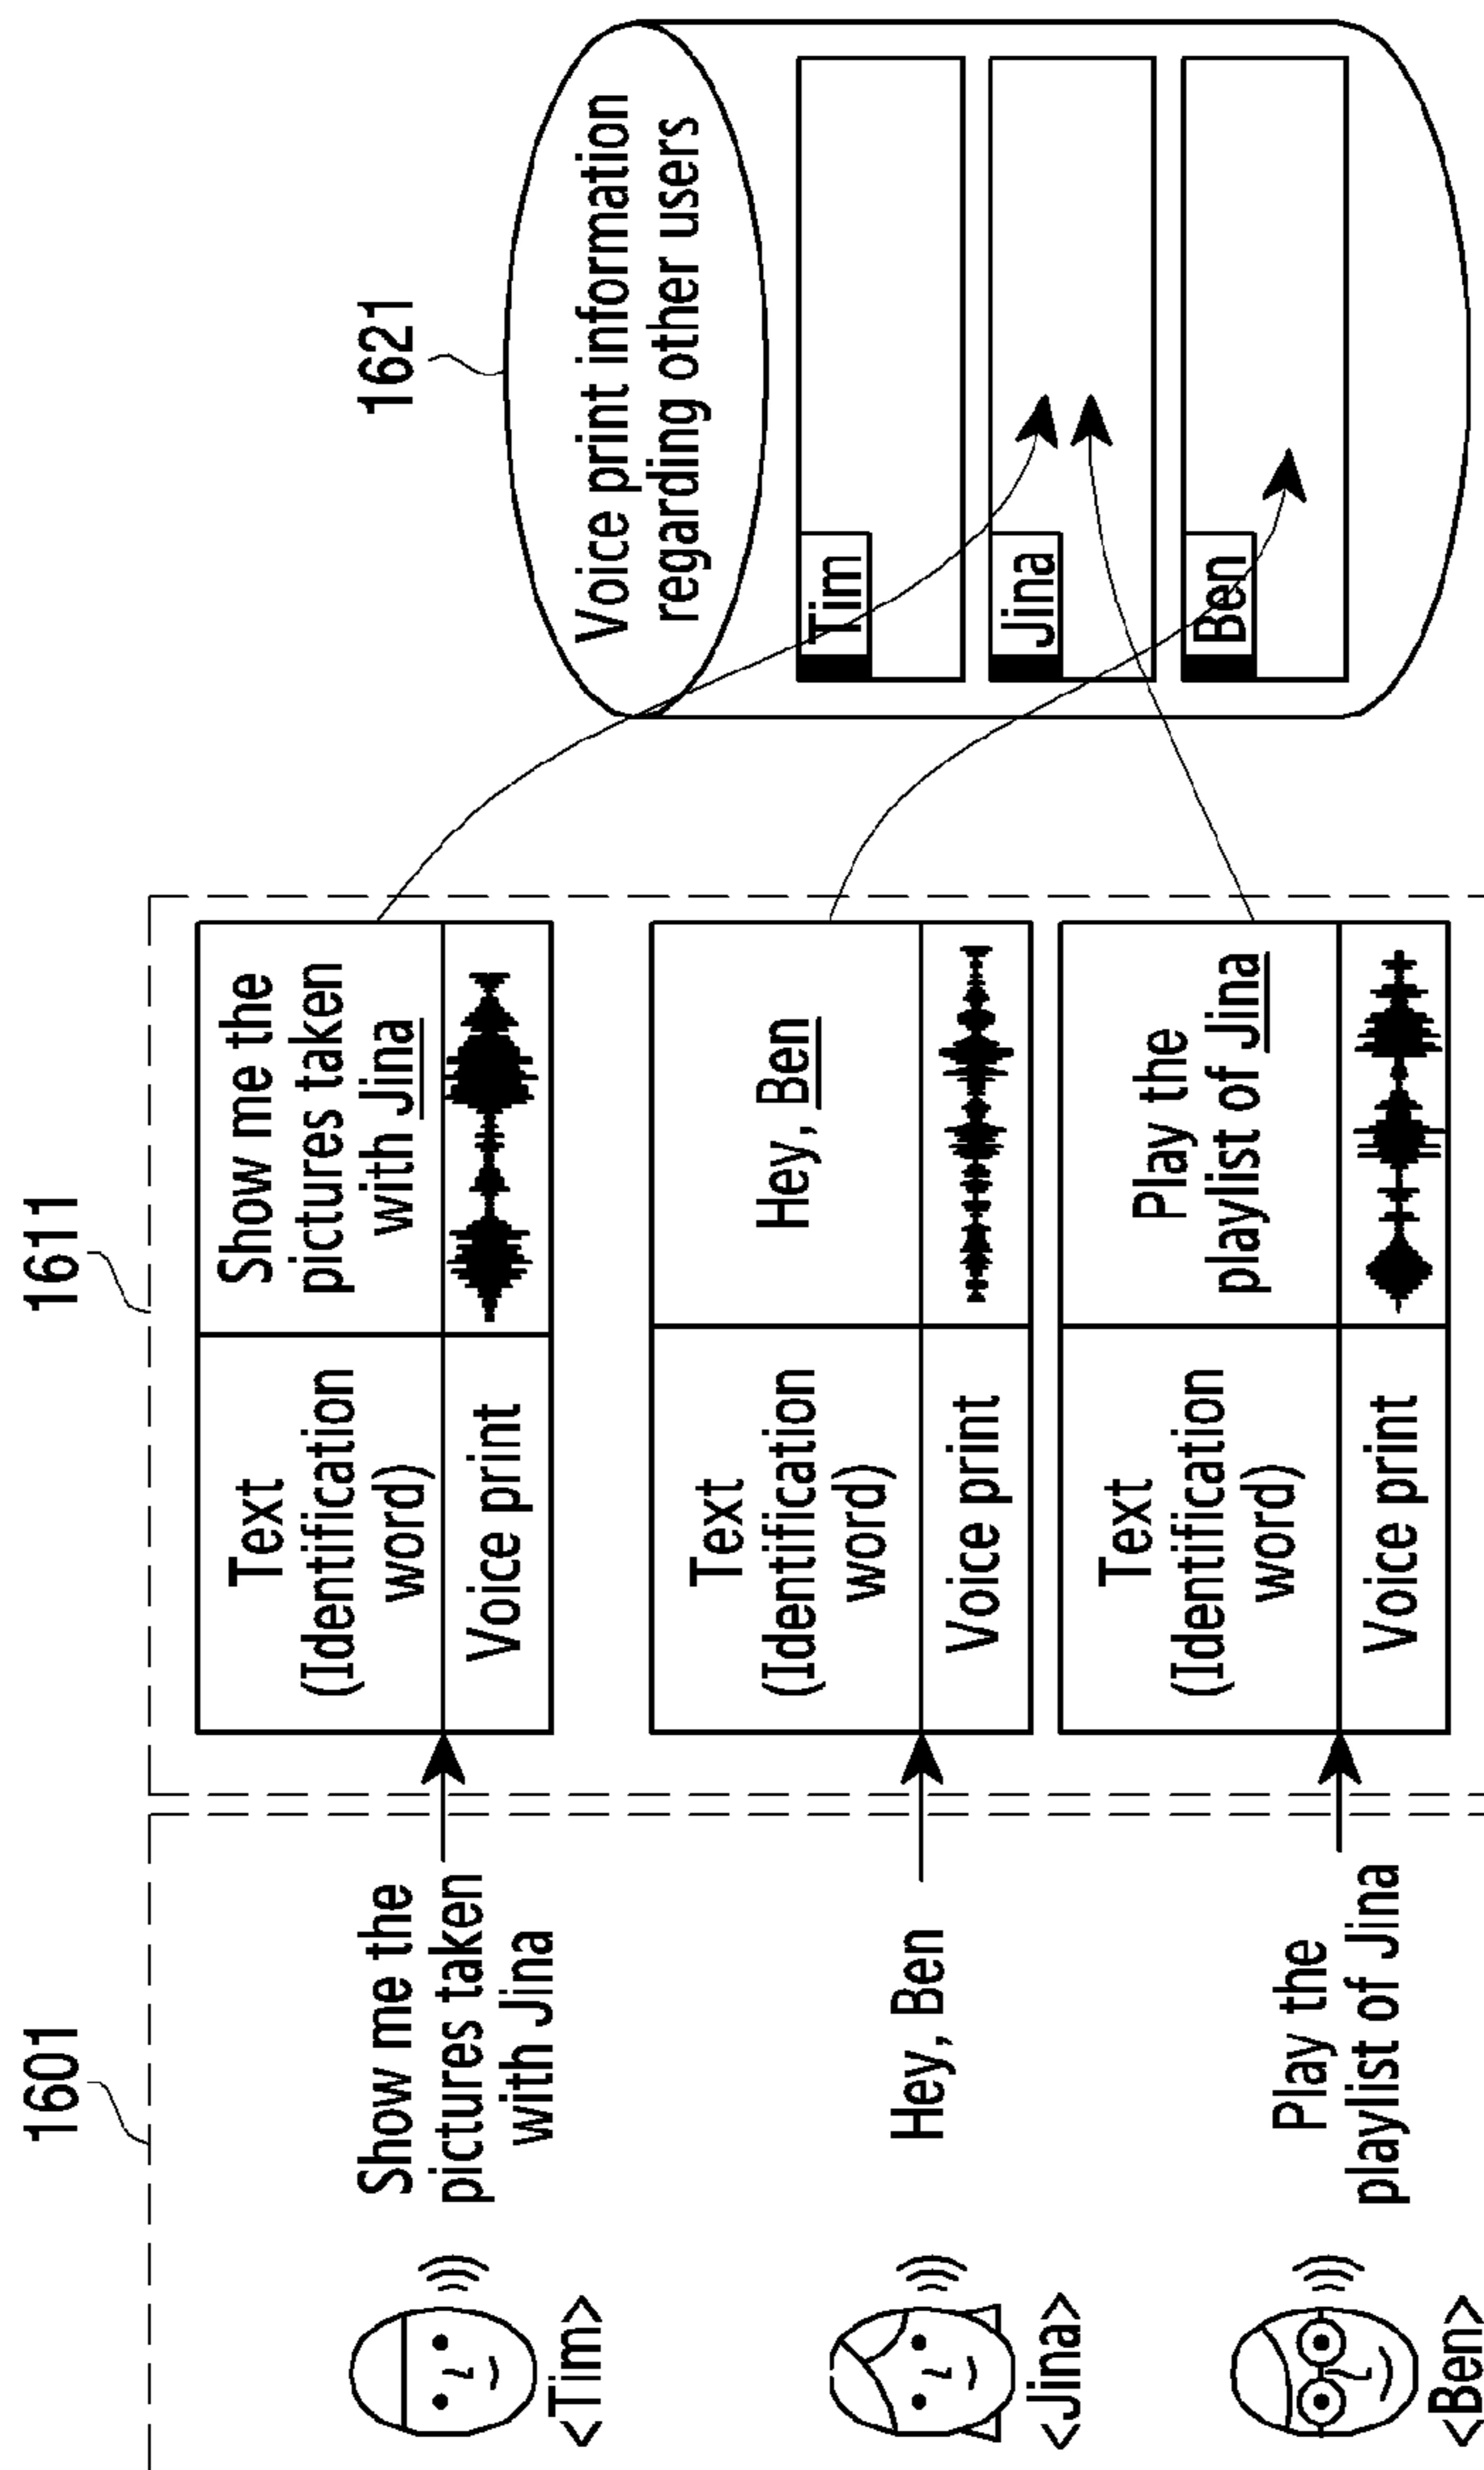 1601
1611
1621
<Tim>
Show me the
pictures taken
with Jina
Text
(Identification
word)
Show me the
pictures taken
with Jina
Voice print
<Jina>
Hey, Ben
Text
(Identification
word)
Hey, Ben
Voice print
<Ben>
Play the
playlist of Jina
Text
(Identification
word)
Play the
playlist of Jina
Voice print
Voice print information
regarding other users
Tim
Jina
Ben